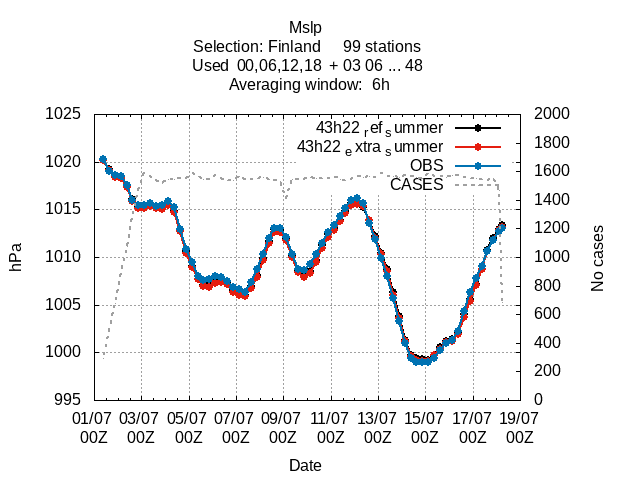 Mslp
Selection: Finland 99 stations
Used 00,06,12,18 + 03 06 ... 48
Averaging window: 6h
1025 2000
43h22 ref summer 1800
43h22 extra summer
1020 OBS 1600
CASES
1015 1400
1200
1010 1000
hPa No cases
800
1005 600
1000 400
200
995 0
01/07 03/07 05/07 07/07 09/07 11/07 13/07 15/07 17/07 19/07
00Z 00Z 00Z 00Z 00Z 00Z 00Z 00Z 00Z 00Z
Date